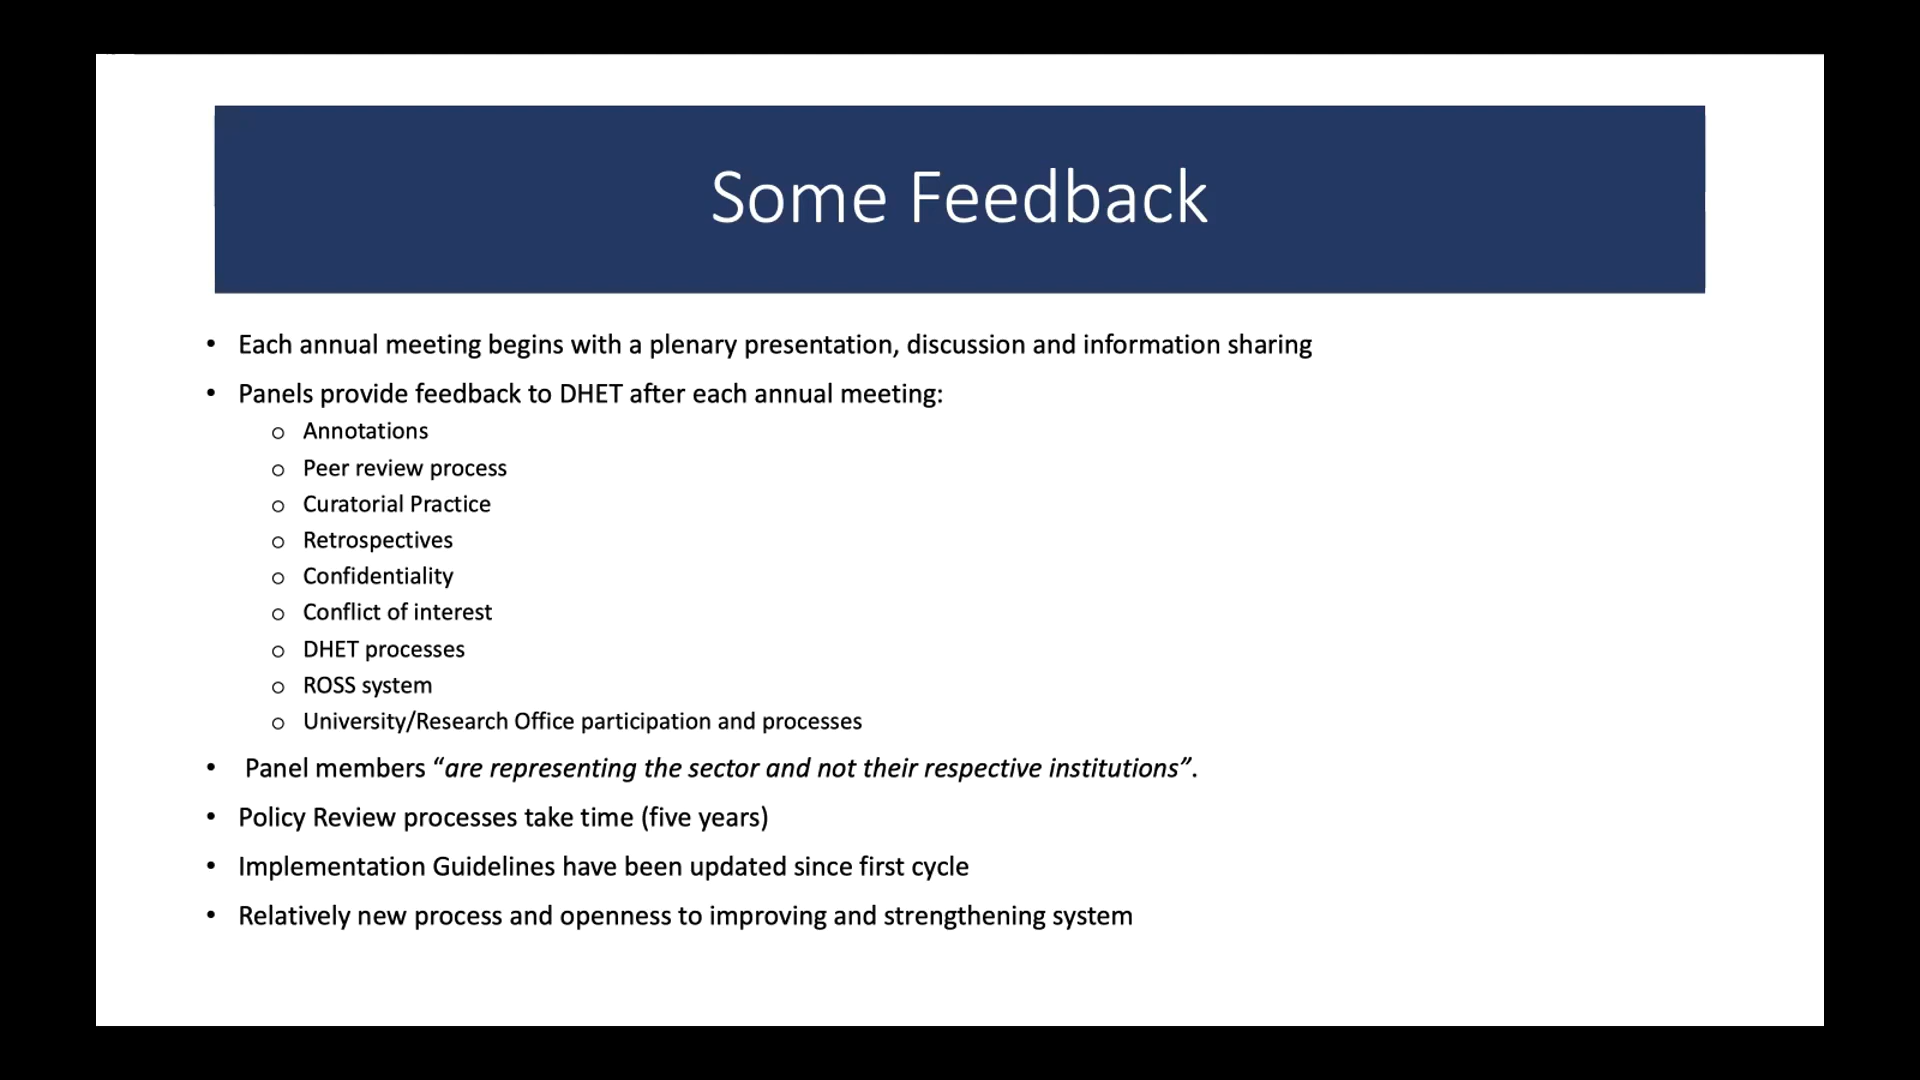 Some Feedback
• Each annual meeting begins with a plenary presentation, discussion and information sharing
• Panels provide feedback to DHET after each annual meeting:
o Annotations
o Peer review process
o Curatorial Practice
o Retrospectives
o Confidentiality
o Conflict of interest
o DHET processes
o ROSS system
o University/Research Office participation and processes
• Panel members “are representing the sector and not their respective institutions”.
• Policy Review processes take time (five years)
• Implementation Guidelines have been updated since first cycle
• Relatively new process and openness to improving and strengthening system